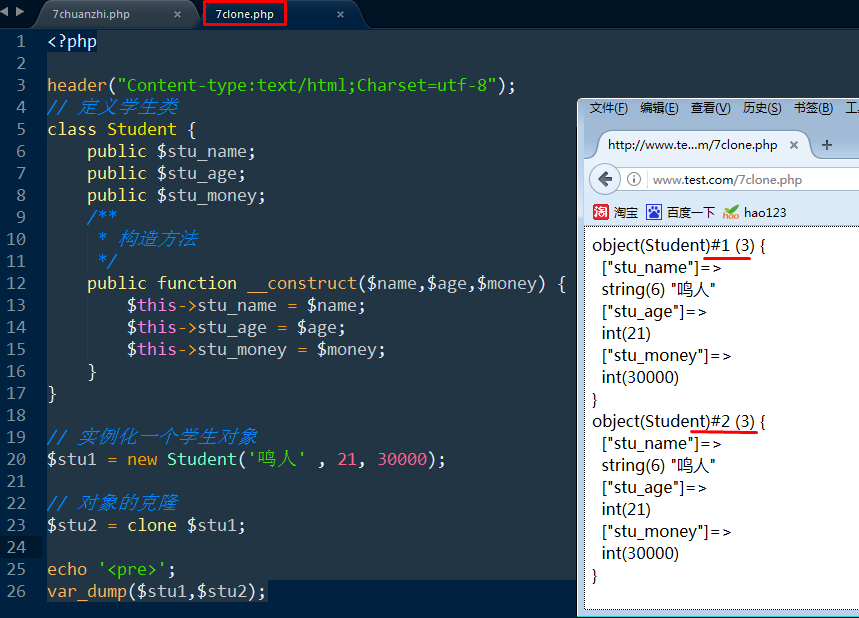 7chuanzhi.php
7clone.php
1 <?php
2
3 header("Content-type:text/html;Charset=utf-8");
4 // 定义学生类
5 class Student {
6 public $stu_name;
7 public $stu_age;
8 public $stu_money;
9 /**
10 * 构造方法
11 */
12 public function __construct($name,$age,$money) {
13 $this->stu_name = $name;
14 $this->stu_age = $age;
15 $this->stu_money = $money;
16 }
17 }
18
19 // 实例化一个学生对象
20 $stu1 = new Student('鸣人' , 21, 30000);
21
22 // 对象的克隆
23 $stu2 = clone $stu1;
24
25 echo '<pre>';
26 var_dump($stu1,$stu2);
文件(F) 编辑(E) 查看(V) 历史(S) 书签(B) 工
http://www.te...m/7clone.php
www.test.com/7clone.php
淘 淘宝 百度一下 hao hao123
object(Student)#1 (3) {
["stu_name"]=>
string(6) "鸣人"
["stu_age"]=>
int(21)
["stu_money"]=>
int(30000)
}
object(Student)#2 (3) {
["stu_name"]=>
string(6) "鸣人"
["stu_age"]=>
int(21)
["stu_money"]=>
int(30000)
}